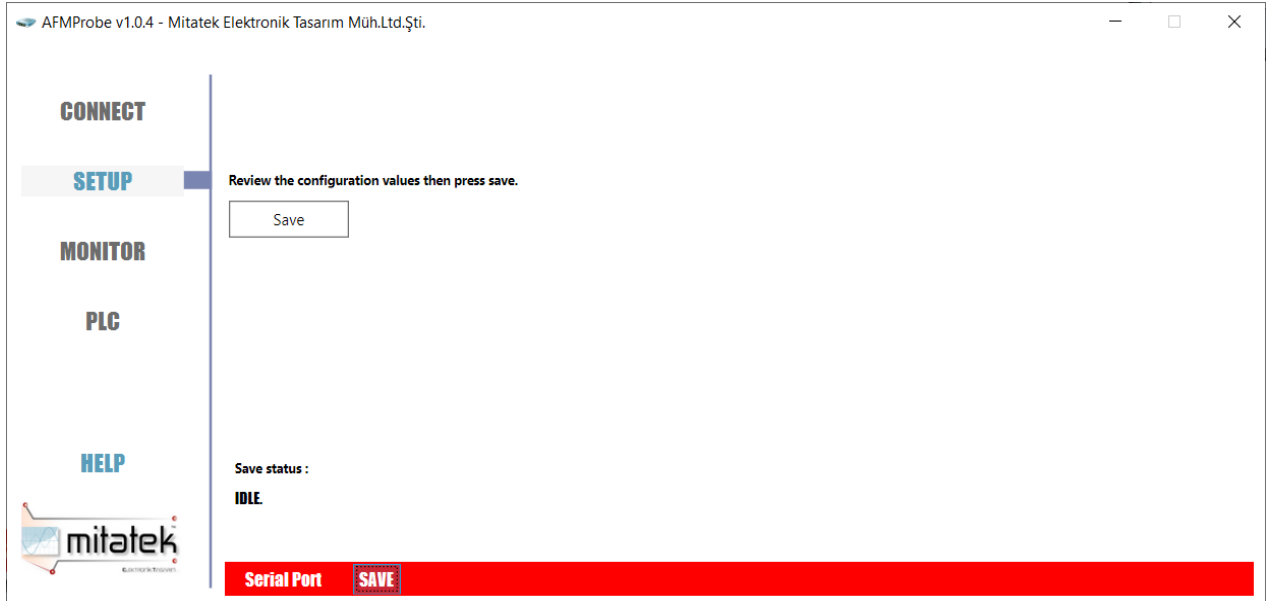 AFMProbe v1.0.4 - Mitatek Elektronik Tasarım Müh.Ltd.Şti.
CONNECT
SETUP
Review the configuration values then press save.
Save
MONITOR
PLC
HELP
Save status :
IDLE.
mitatek
Serial Port SAVE